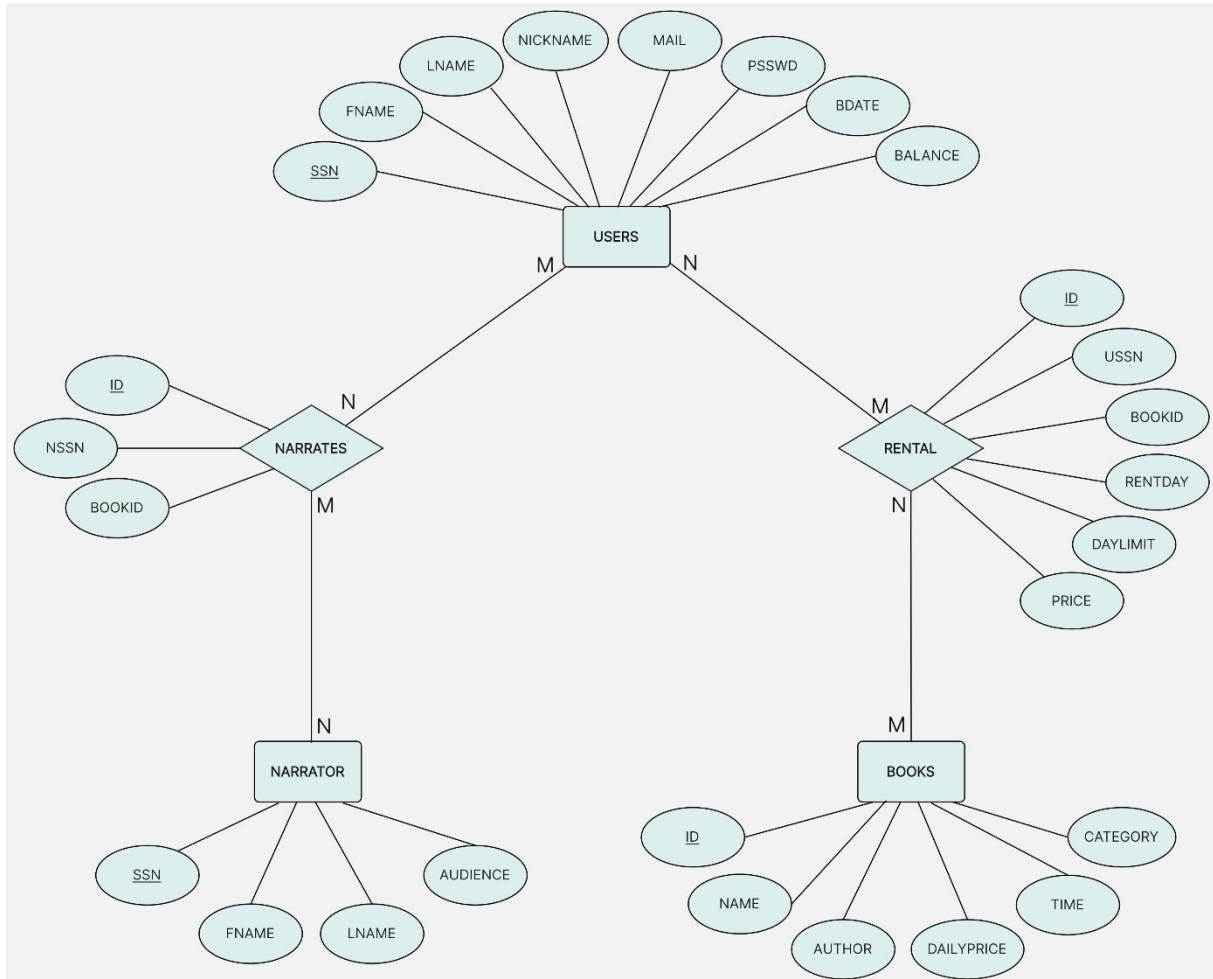 NICKNAME
MAIL
LNAME
PSSWD
FNAME
BDATE
SSN
BALANCE
USERS
M
N
ID
USSN
ID
N
M
BOOKID
NSSN
NARRATES
RENTAL
RENTDAY
BOOKID
M
N
DAYLIMIT
PRICE
N
M
NARRATOR
BOOKS
SSN
AUDIENCE
ID
CATEGORY
FNAME
LNAME
NAME
TIME
AUTHOR
DAILYPRICE